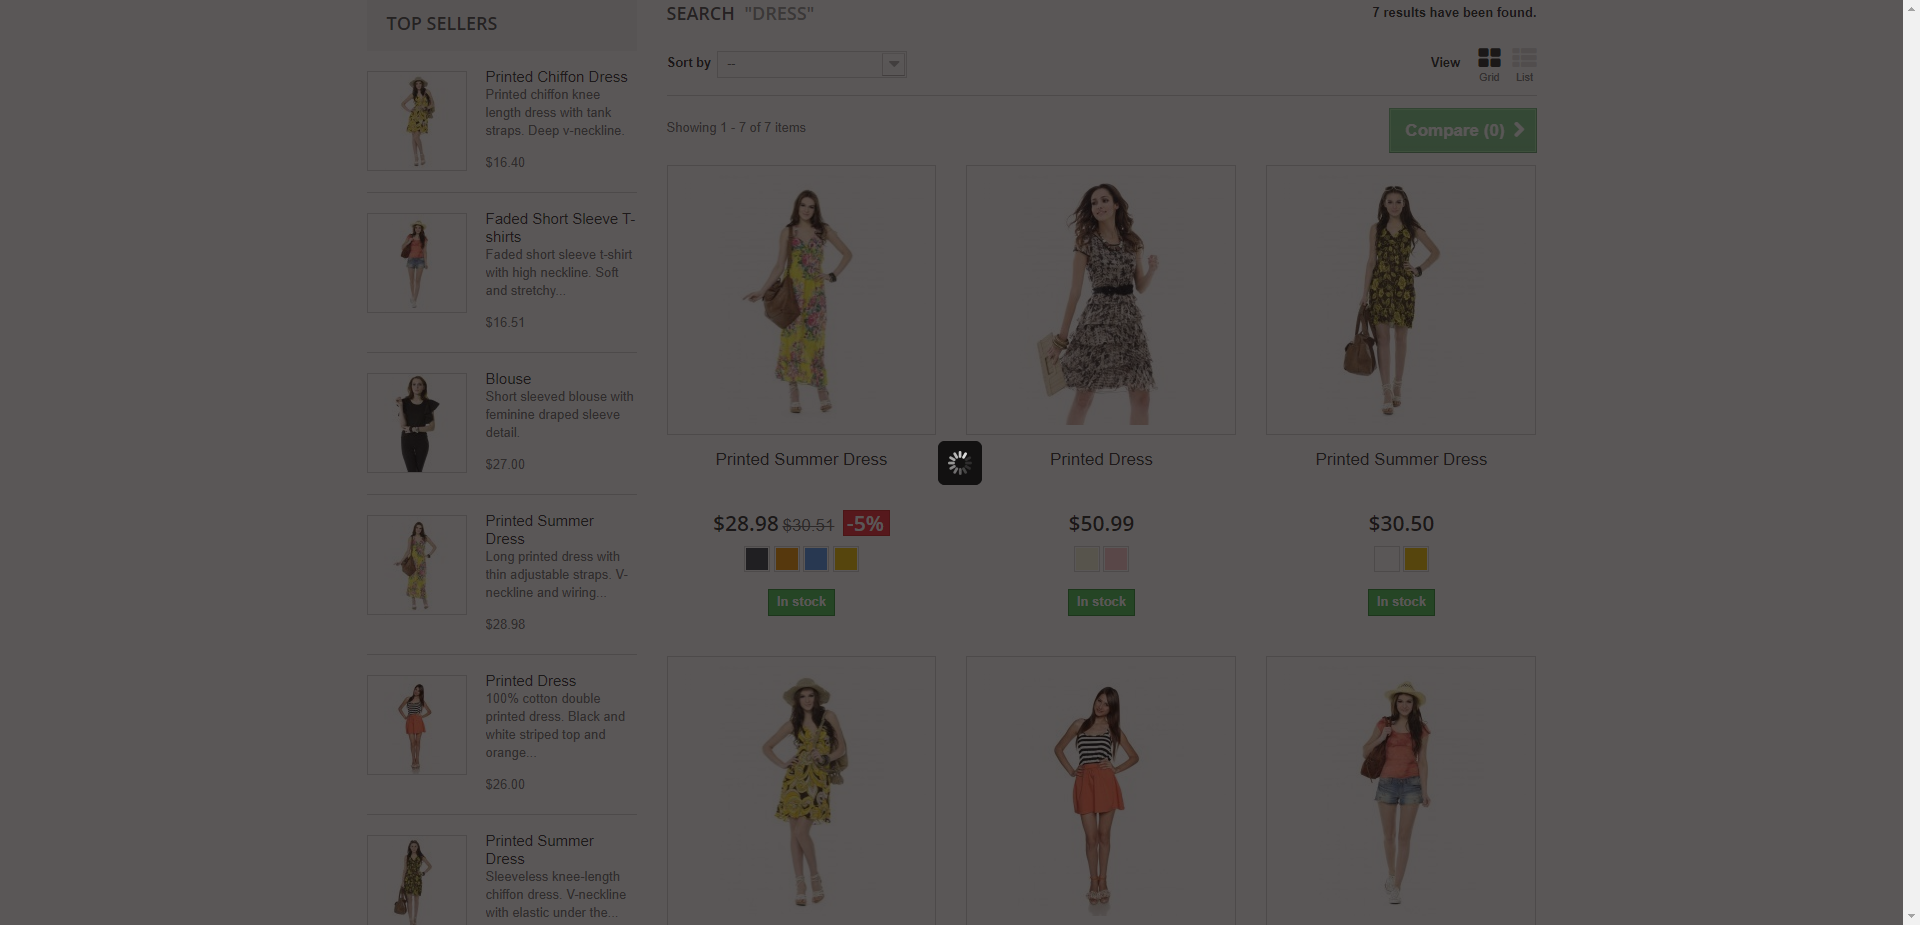 TOP SELLERS
Printed Chiffon Dress
Printed chiffon knee
length dress with tank
straps. Deep v-neckline.
$16.40
Faded Short Sleeve T-
shirts
Faded short sleeve t-shirt
with high neckline. Soft
and stretchy...
$16.51
Blouse
Short sleeved blouse with
feminine draped sleeve
detail.
$27.00
Printed Summer
Dress
Long printed dress with
thin adjustable straps. V-
neckline and wiring...
$28.98
Printed Dress
100% cotton double
printed dress. Black and
white striped top and
orange...
$26.00
Printed Summer
Dress
Sleeveless knee-length
chiffon dress. V-neckline
with elastic under the...
SEARCH "DRESS"
7 results have been found.
Sort by --
View
Grid
List
Showing 1 - 7 of 7 items
Compare (0)
Printed Summer Dress
$28.98 $30.51 -5%
In stock
Printed Dress
$50.99
In stock
Printed Summer Dress
$30.50
In stock